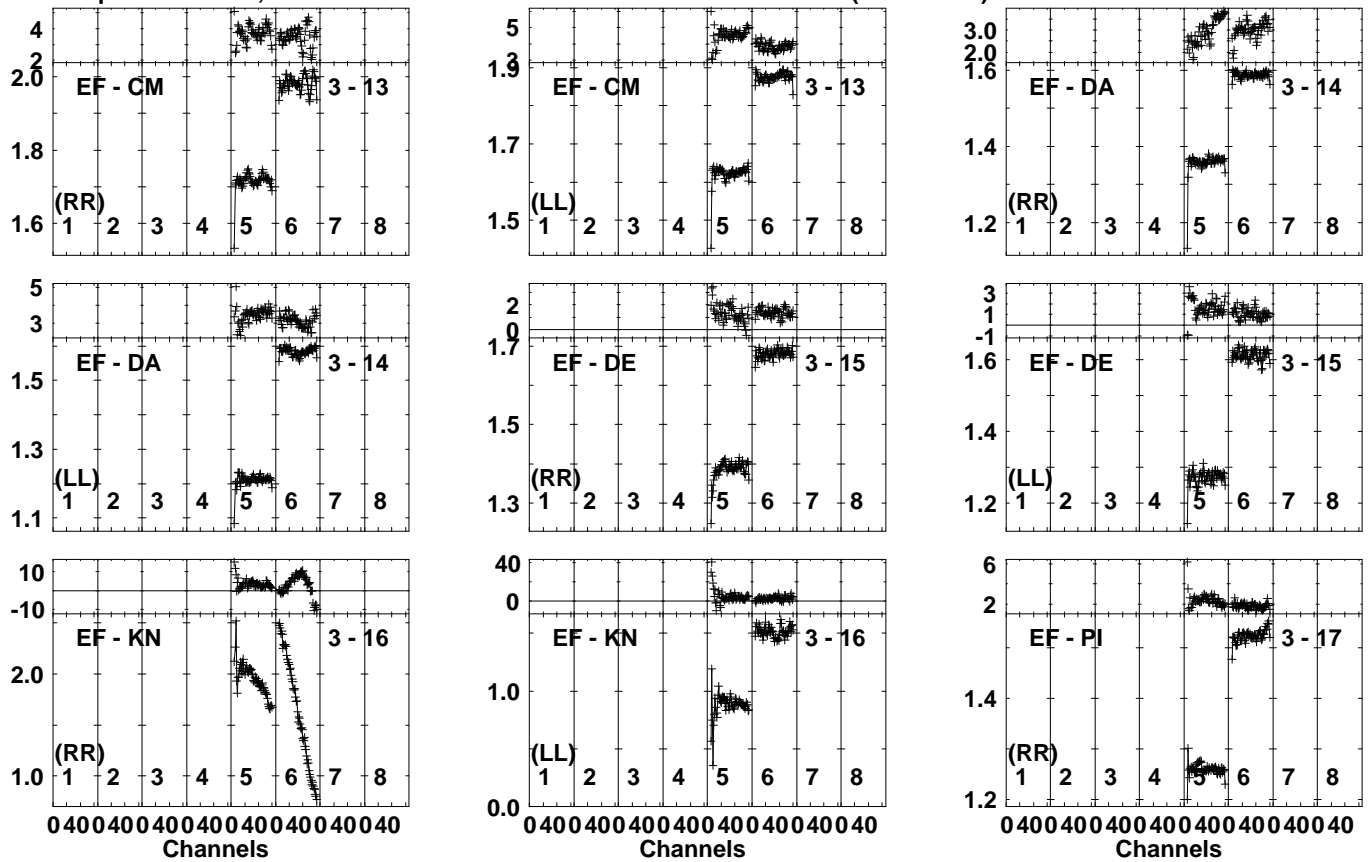 4
2
2.0
1.8
1.6
EF - CM
3 - 13
(RR)
1 2 3 4 5 6 7 8
5
3
1.9
1.7
1.5
EF - CM
3 - 13
(LL)
1 2 3 4 5 6 7 8
3.0
2.0
1.6
1.4
1.2
EF - DA
3 - 14
(RR)
1 2 3 4 5 6 7 8
5
3
1.5
1.3
1.1
EF - DA
3 - 14
(LL)
1 2 3 4 5 6 7 8
2
0
1.7
1.5
1.3
EF - DE
3 - 15
(RR)
1 2 3 4 5 6 7 8
3
1
-1
1.6
1.4
1.2
EF - DE
3 - 15
(LL)
1 2 3 4 5 6 7 8
10
-10
2.0
1.0
EF - KN
3 - 16
(RR)
1 2 3 4 5 6 7 8
0 40 0 40 0 40 0 40 0 40 0 40 0 40 0 40
Channels
40
0
1.0
0.0
EF - KN
3 - 16
(LL)
1 2 3 4 5 6 7 8
0 40 0 40 0 40 0 40 0 40 0 40 0 40 0 40
Channels
6
2
1.4
1.2
EF - PI
3 - 17
(RR)
1 2 3 4 5 6 7 8
0 40 0 40 0 40 0 40 0 40 0 40 0 40 0 40
Channels